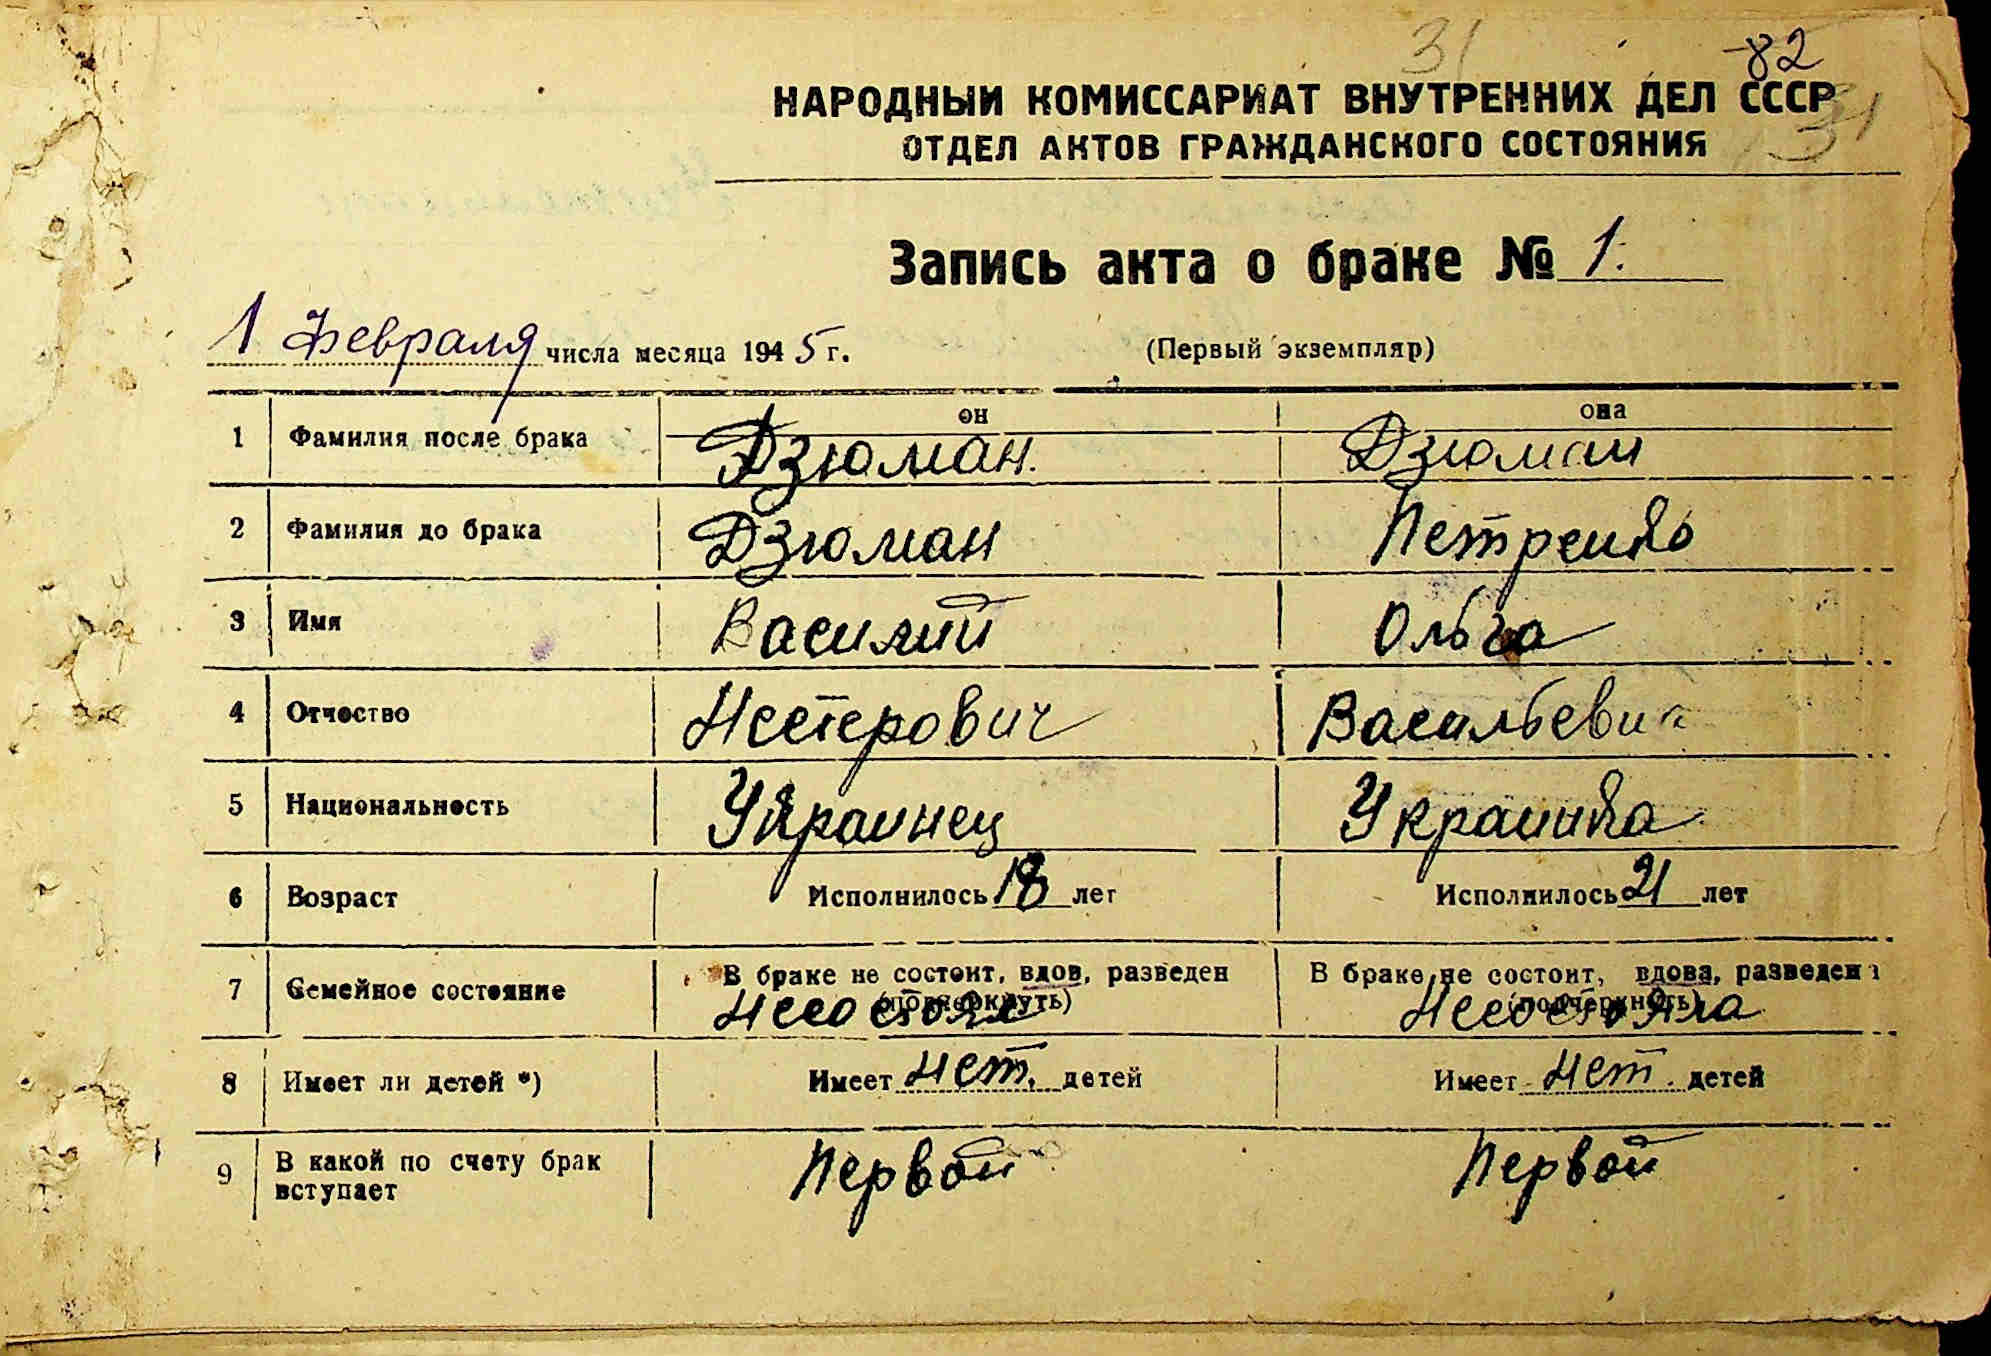 31
82
НАРОДНЫЙ КОМИССАРИАТ ВНУТРЕННИХ ДЕЛ СССР
ОТДЕЛ АКТОВ ГРАЖДАНСКОГО СОСТОЯНИЯ
31
Запись акта о браке № 1.
1 Февраля числа месяца 1945 г. (Первый экземпляр)
он она
1 Фамилия после брака Дзюман. Дзюман
2 Фамилия до брака Дзюман Петренко
3 Имя Василий Ольга
4 Отчество Нестерович Васильевич
5 Национальность Украинец Украинка
6 Возраст Исполнилось 18 лет Исполнилось 21 лет
7 Семейное состояние В браке не состоит, вдов, разведен В браке не состоит, вдова, разведена
(подчеркнуть) (подчеркнуть)
Несостоял Несостояла
8 Имеет ли детей *) Имеет нет. детей Имеет нет. детей
9 В какой по счету брак вступает Первой Первой